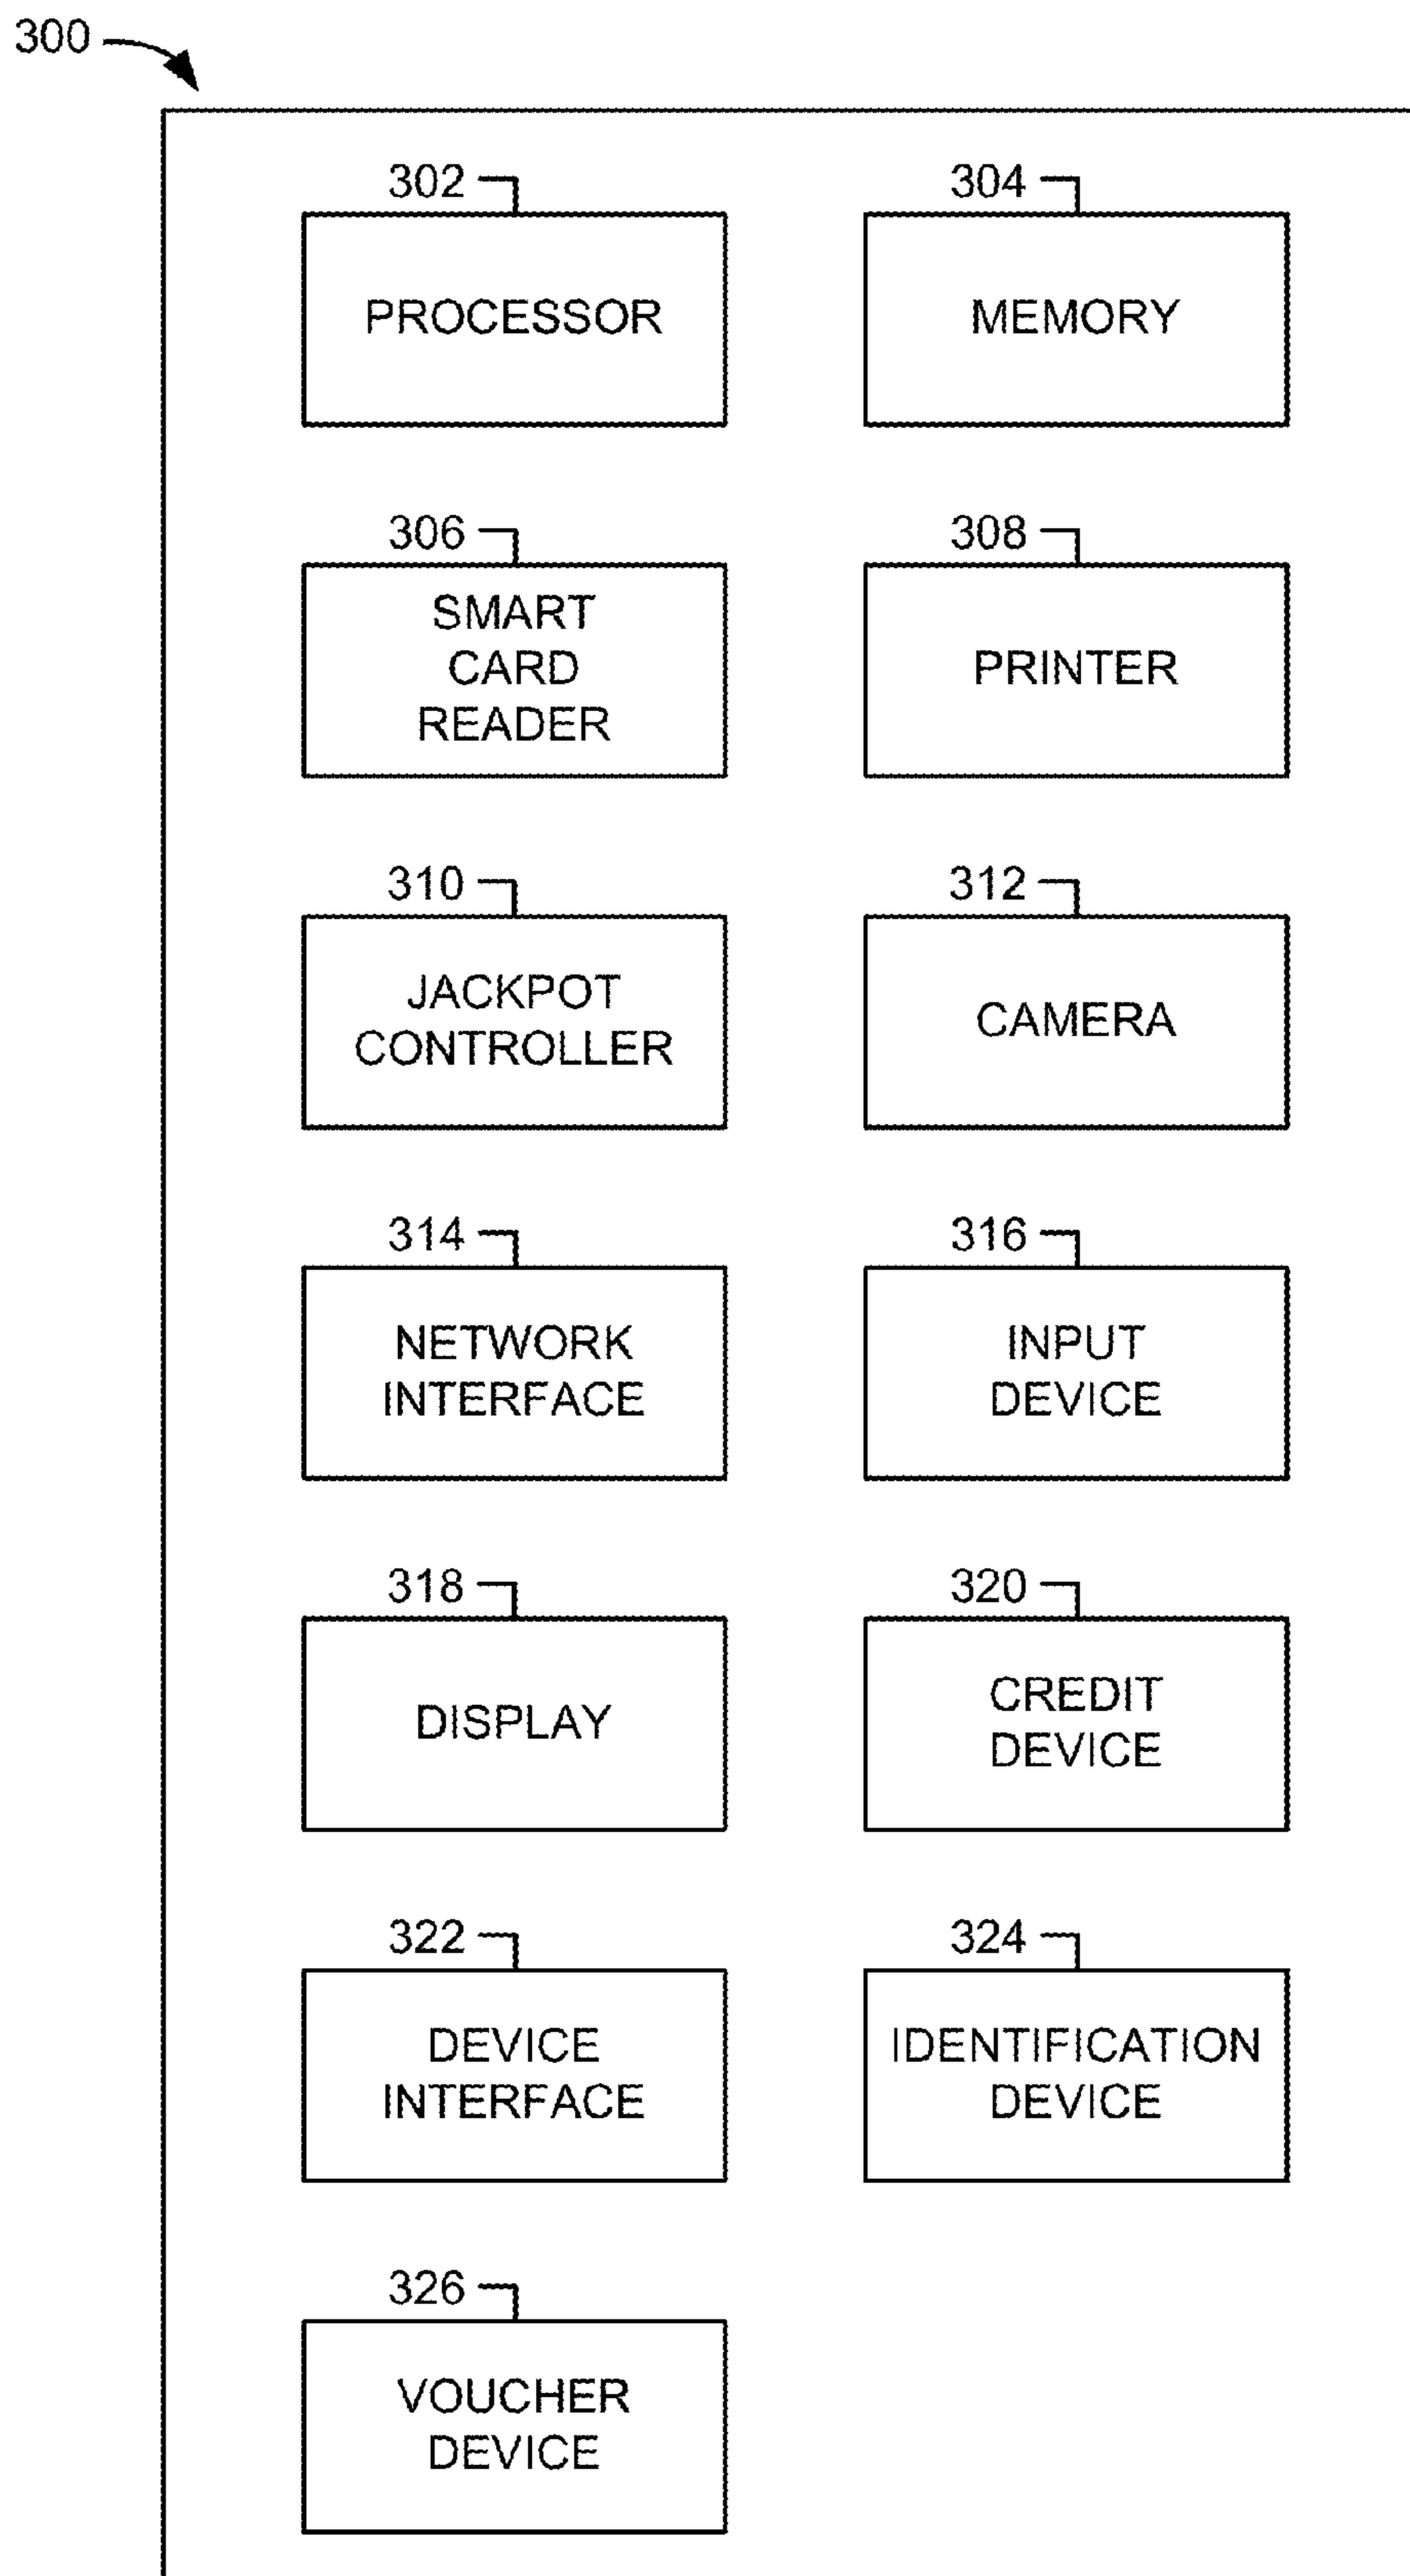 300
302
304
PROCESSOR
MEMORY
306
308
SMART
CARD
READER
PRINTER
310
312
JACKPOT
CONTROLLER
CAMERA
314
316
NETWORK
INTERFACE
INPUT
DEVICE
318
320
DISPLAY
CREDIT
DEVICE
322
324
DEVICE
INTERFACE
IDENTIFICATION
DEVICE
326
VOUCHER
DEVICE